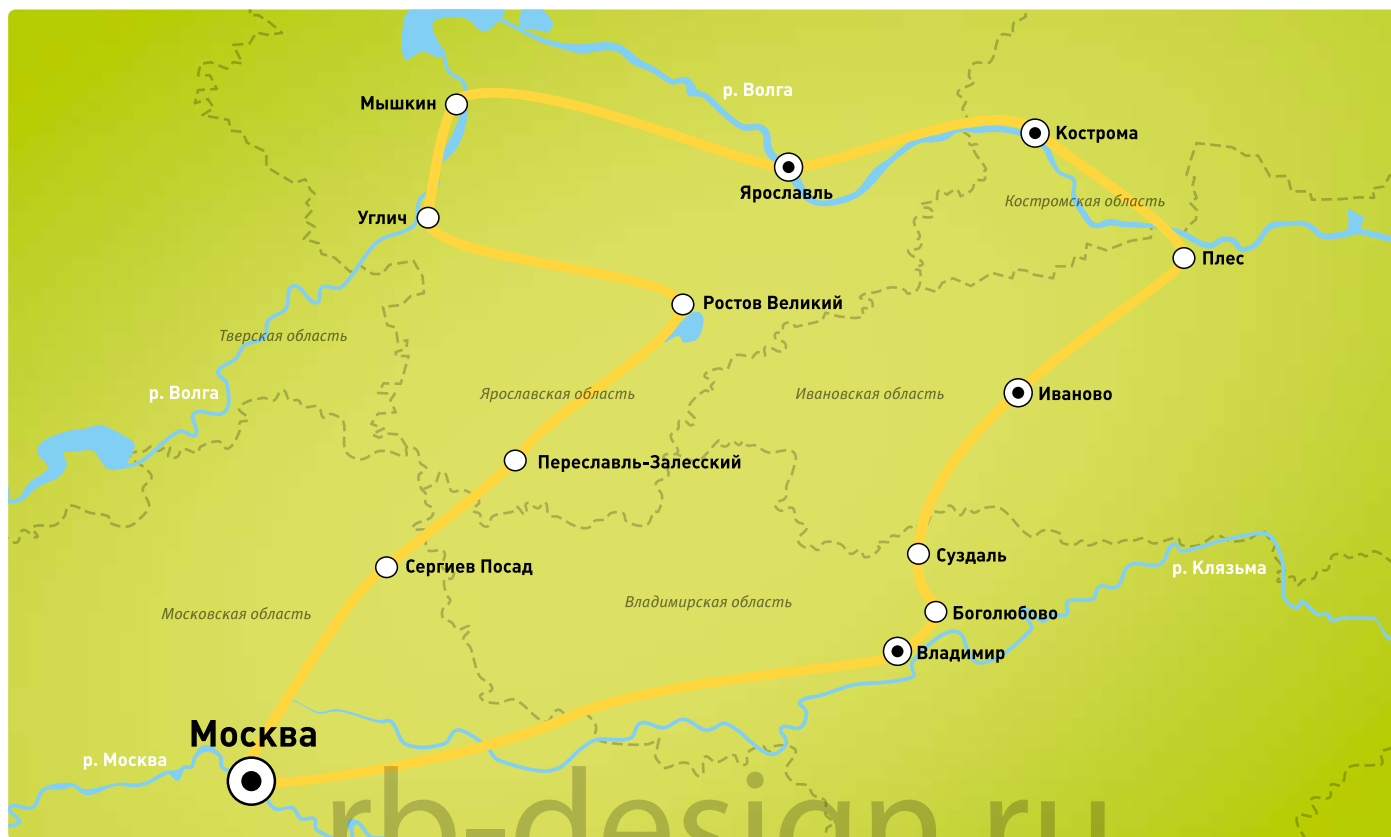 р. Волга
Мышкин
Кострома
Ярославль
Костромская область
Углич
Плес
Ростов Великий
Тверская область
р. Волга
Ярославская область
Ивановская область
Иваново
Переславль-Залесский
Суздаль
Сергиев Посад
р. Клязьма
Владимирская область
Московская область
Боголюбово
Владимир
Москва
р. Москва
rb-design.ru